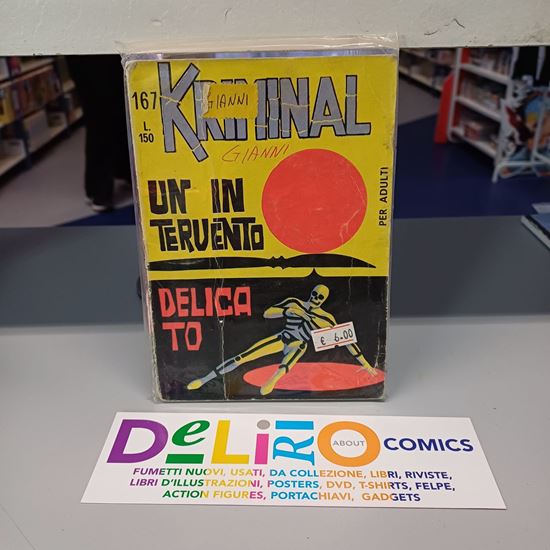 167
L.
150
KRIMINAL
GIANNI
GIANNI
UN IN
TERVENTO
PER ADULTI
DELICA
TO
€ 6.00
DeLiRIO ABOUT COMICS
FUMETTI NUOVI, USATI, DA COLLEZIONE, LIBRI, RIVISTE,
LIBRI D'ILLUSTRAZIONI, POSTERS, DVD, T-SHIRTS, FELPE,
ACTION FIGURES, PORTACHIAVI, GADGETS